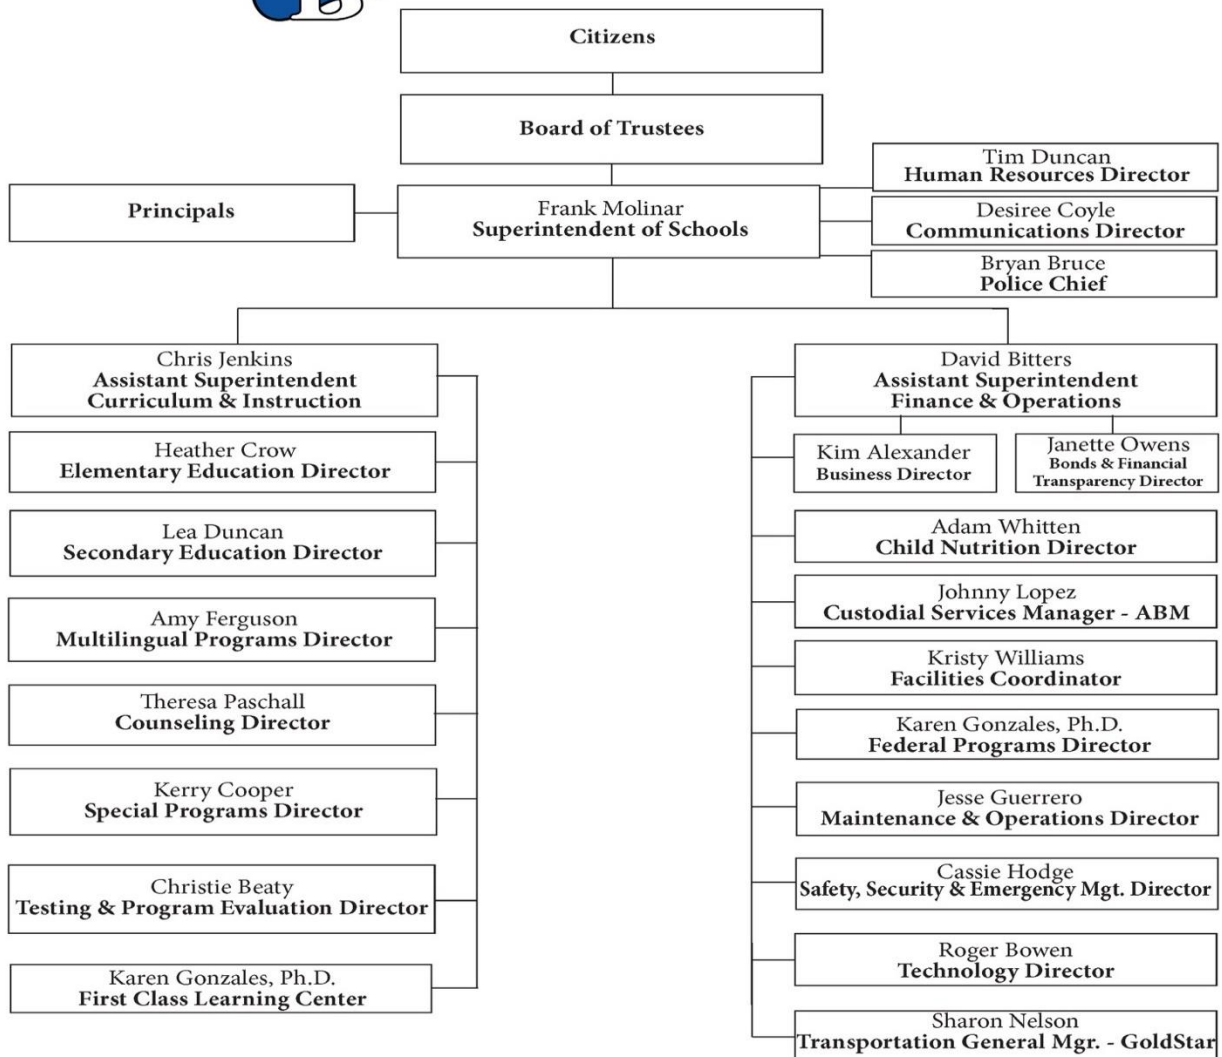 Citizens
Board of Trustees
Tim Duncan
Human Resources Director
Principals
Frank Molinar
Superintendent of Schools
Desiree Coyle
Communications Director
Bryan Bruce
Police Chief
Chris Jenkins
Assistant Superintendent
Curriculum & Instruction
Heather Crow
Elementary Education Director
Lea Duncan
Secondary Education Director
Amy Ferguson
Multilingual Programs Director
Theresa Paschall
Counseling Director
Kerry Cooper
Special Programs Director
Christie Beaty
Testing & Program Evaluation Director
Karen Gonzales, Ph.D.
First Class Learning Center
David Bitters
Assistant Superintendent
Finance & Operations
Kim Alexander
Business Director
Janette Owens
Bonds & Financial
Transparency Director
Adam Whitten
Child Nutrition Director
Johnny Lopez
Custodial Services Manager - ABM
Kristy Williams
Facilities Coordinator
Karen Gonzales, Ph.D.
Federal Programs Director
Jesse Guerrero
Maintenance & Operations Director
Cassie Hodge
Safety, Security & Emergency Mgt. Director
Roger Bowen
Technology Director
Sharon Nelson
Transportation General Mgr. - GoldStar